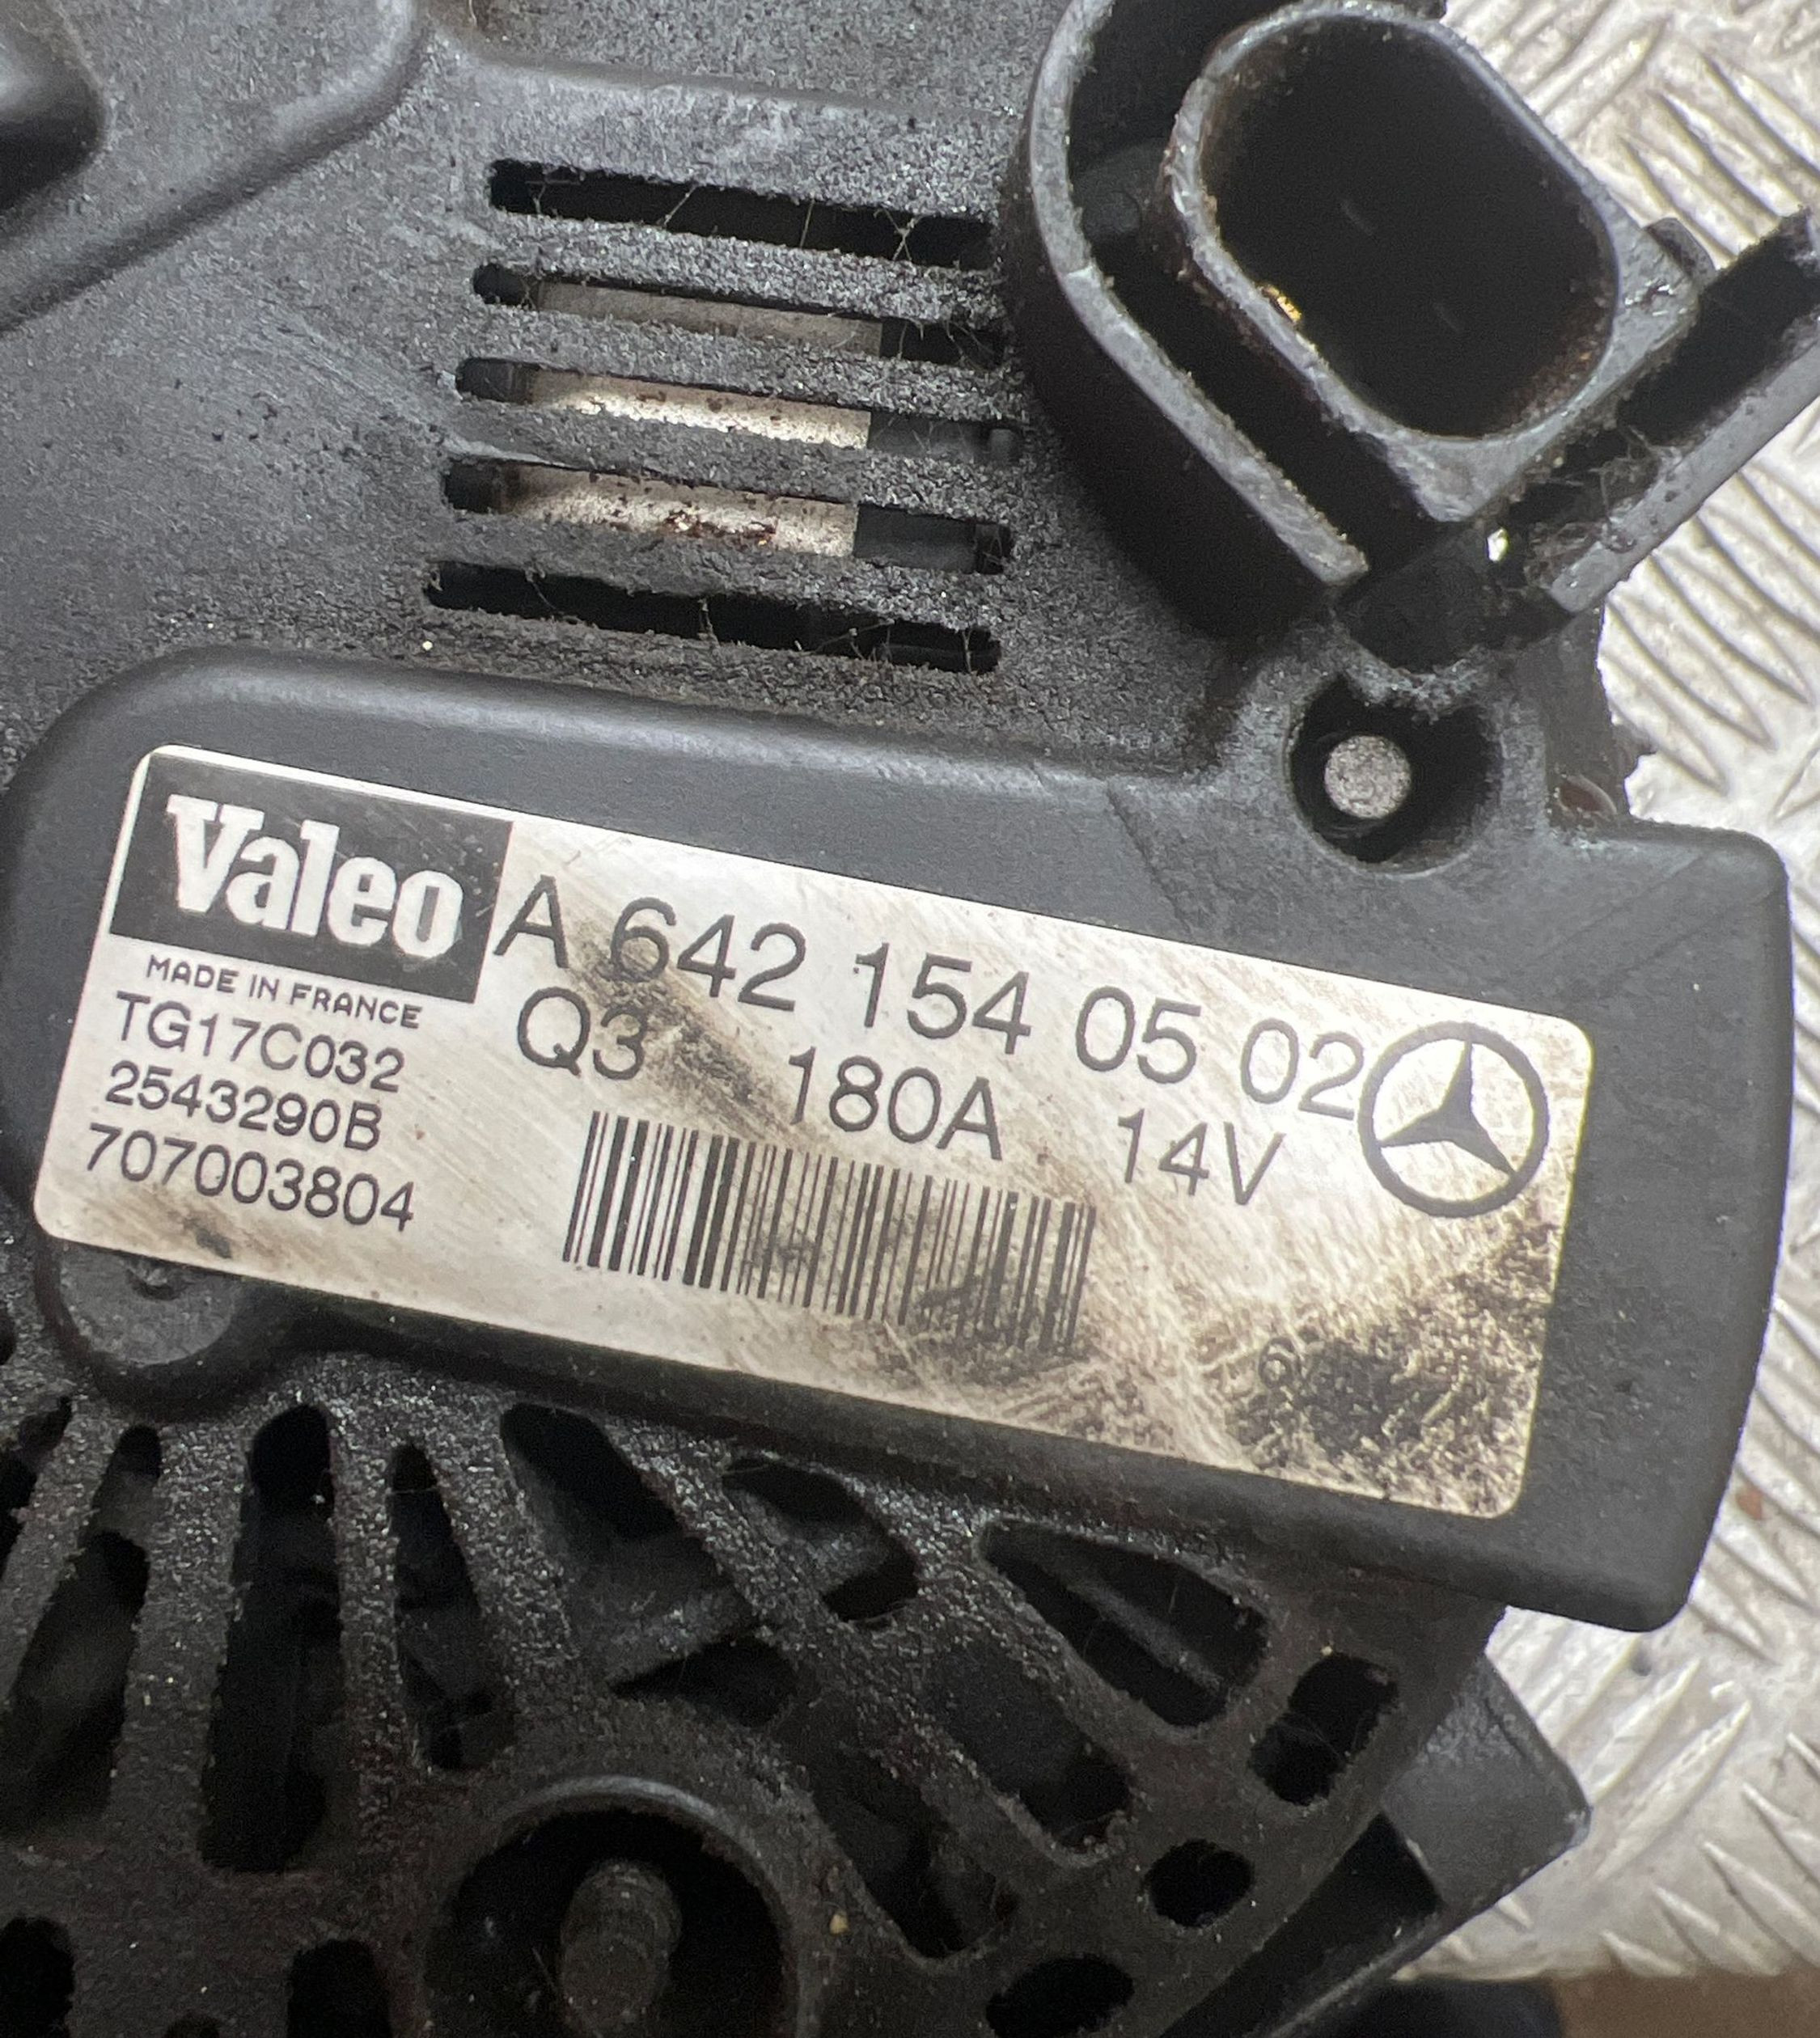 Valeo
MADE IN FRANCE
TG17C032
2543290B
707003804
A 642 154 05 02
Q3 180A 14V